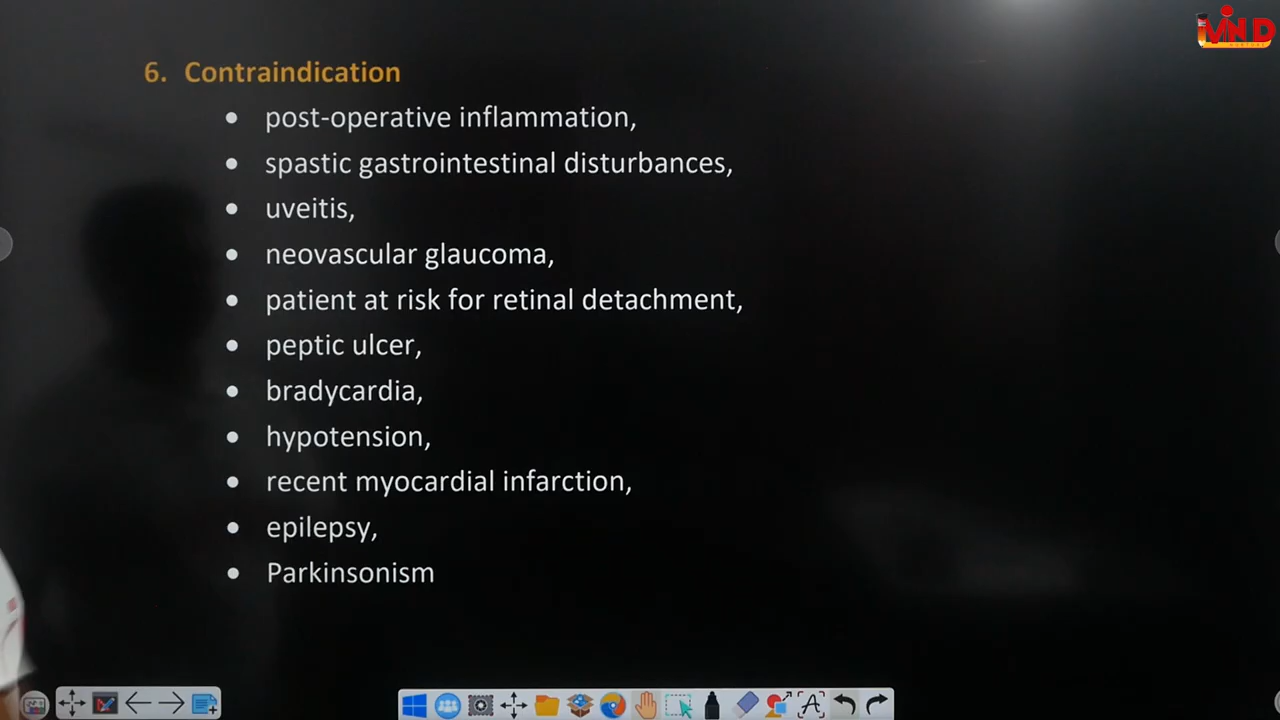 MIND
6. Contraindication
• post-operative inflammation,
• spastic gastrointestinal disturbances,
• uveitis,
• neovascular glaucoma,
• patient at risk for retinal detachment,
• peptic ulcer,
• bradycardia,
• hypotension,
• recent myocardial infarction,
• epilepsy,
• Parkinsonism